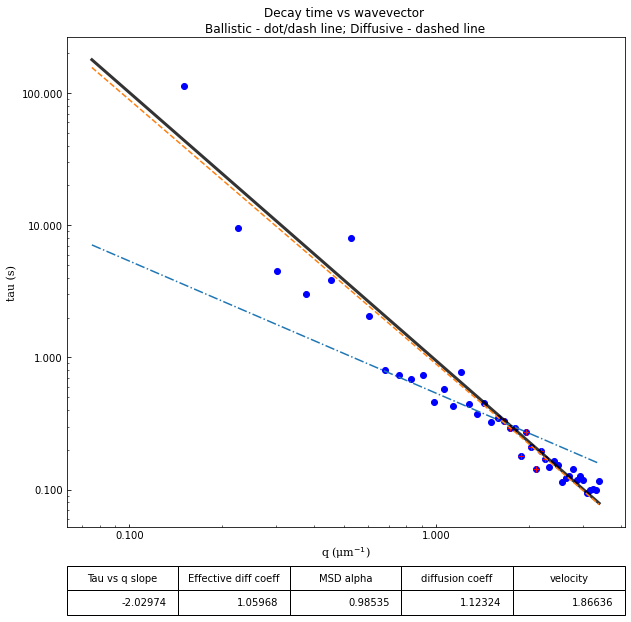 Decay time vs wavevector
Ballistic - dot/dash line; Diffusive - dashed line
100.000
10.000
1.000
0.100
tau (s)
0.100 1.000
q (μm⁻¹)
Tau vs q slope Effective diff coeff MSD alpha diffusion coeff velocity
-2.02974 1.05968 0.98535 1.12324 1.86636